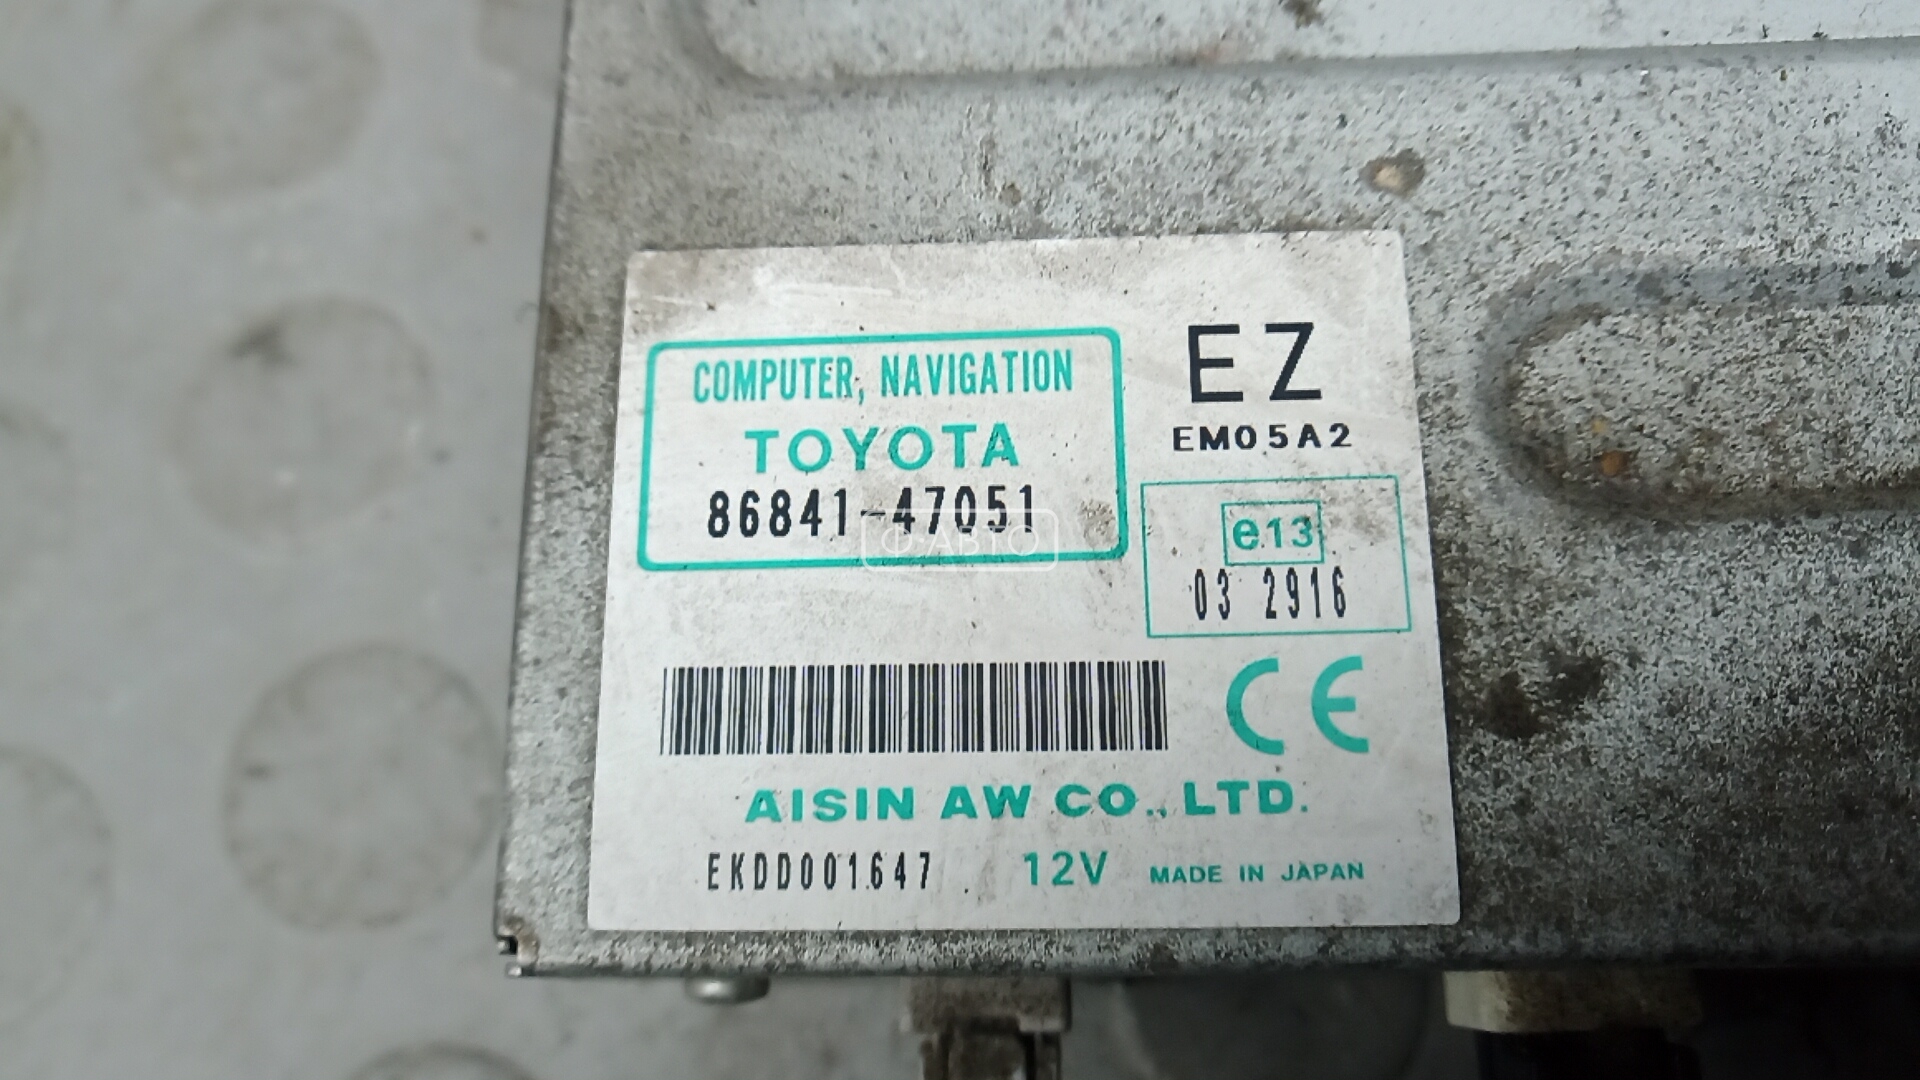 COMPUTER, NAVIGATION
TOYOTA
86841-47051
EZ
EM05A2
e13
03 2916
Ф-АВТО
CE
AISIN AW CO., LTD.
EKDD001647 12V MADE IN JAPAN